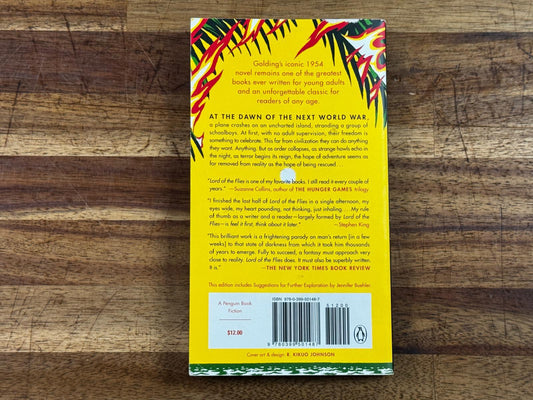 Golding's iconic 1954
novel remains one of the greatest
books ever written for young adults
and an unforgettable classic for
readers of any age.
AT THE DAWN OF THE NEXT WORLD WAR,
a plane crashes on an uncharted island, stranding a group of
schoolboys. At first, with no adult supervision, their freedom is
something to celebrate. This far from civilization they can do anything
they want. Anything. But as order collapses, as strange howls echo in
the night, as terror begins its reign, the hope of adventure seems as far
removed from reality as the hope of being rescued . . .
"Lord of the Flies is one of my favorite books. I still read it every couple of
years." —Suzanne Collins, author of THE HUNGER GAMES trilogy
"I finished the last half of Lord of the Flies in a single afternoon, my
eyes wide, my heart pounding, not thinking, just inhaling. . . . My rule
of thumb as a writer and a reader—largely formed by Lord of the
Flies—is feel it first, think about it later." —Stephen King
"This brilliant work is a frightening parody on man's return [in a few
weeks] to that state of darkness from which it took him thousands
of years to emerge. Fully to succeed, a fantasy must approach very
close to reality. Lord of the Flies does. It must also be superbly written.
It is." —THE NEW YORK TIMES BOOK REVIEW
This edition includes Suggestions for Further Exploration by Jennifer Buehler
A Penguin Book
Fiction
$12.00
ISBN 978-0-399-50148-7
51200
9 780399 501487
Cover art & design: R. KIKUO JOHNSON